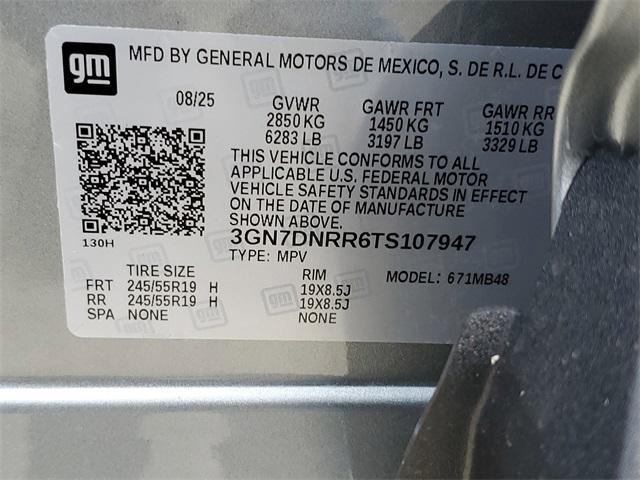 gm MFD BY GENERAL MOTORS DE MEXICO, S. DE R.L. DE C
08/25 GVWR GAWR FRT GAWR RR
2850 KG 1450 KG 1510 KG
6283 LB 3197 LB 3329 LB
THIS VEHICLE CONFORMS TO ALL
APPLICABLE U.S. FEDERAL MOTOR
VEHICLE SAFETY STANDARDS IN EFFECT
ON THE DATE OF MANUFACTURE
SHOWN ABOVE.
130H 3GN7DNRR6TS107947
TYPE: MPV
TIRE SIZE RIM MODEL: 671MB48
FRT 245/55R19 H 19X8.5J
RR 245/55R19 H 19X8.5J
SPA NONE NONE